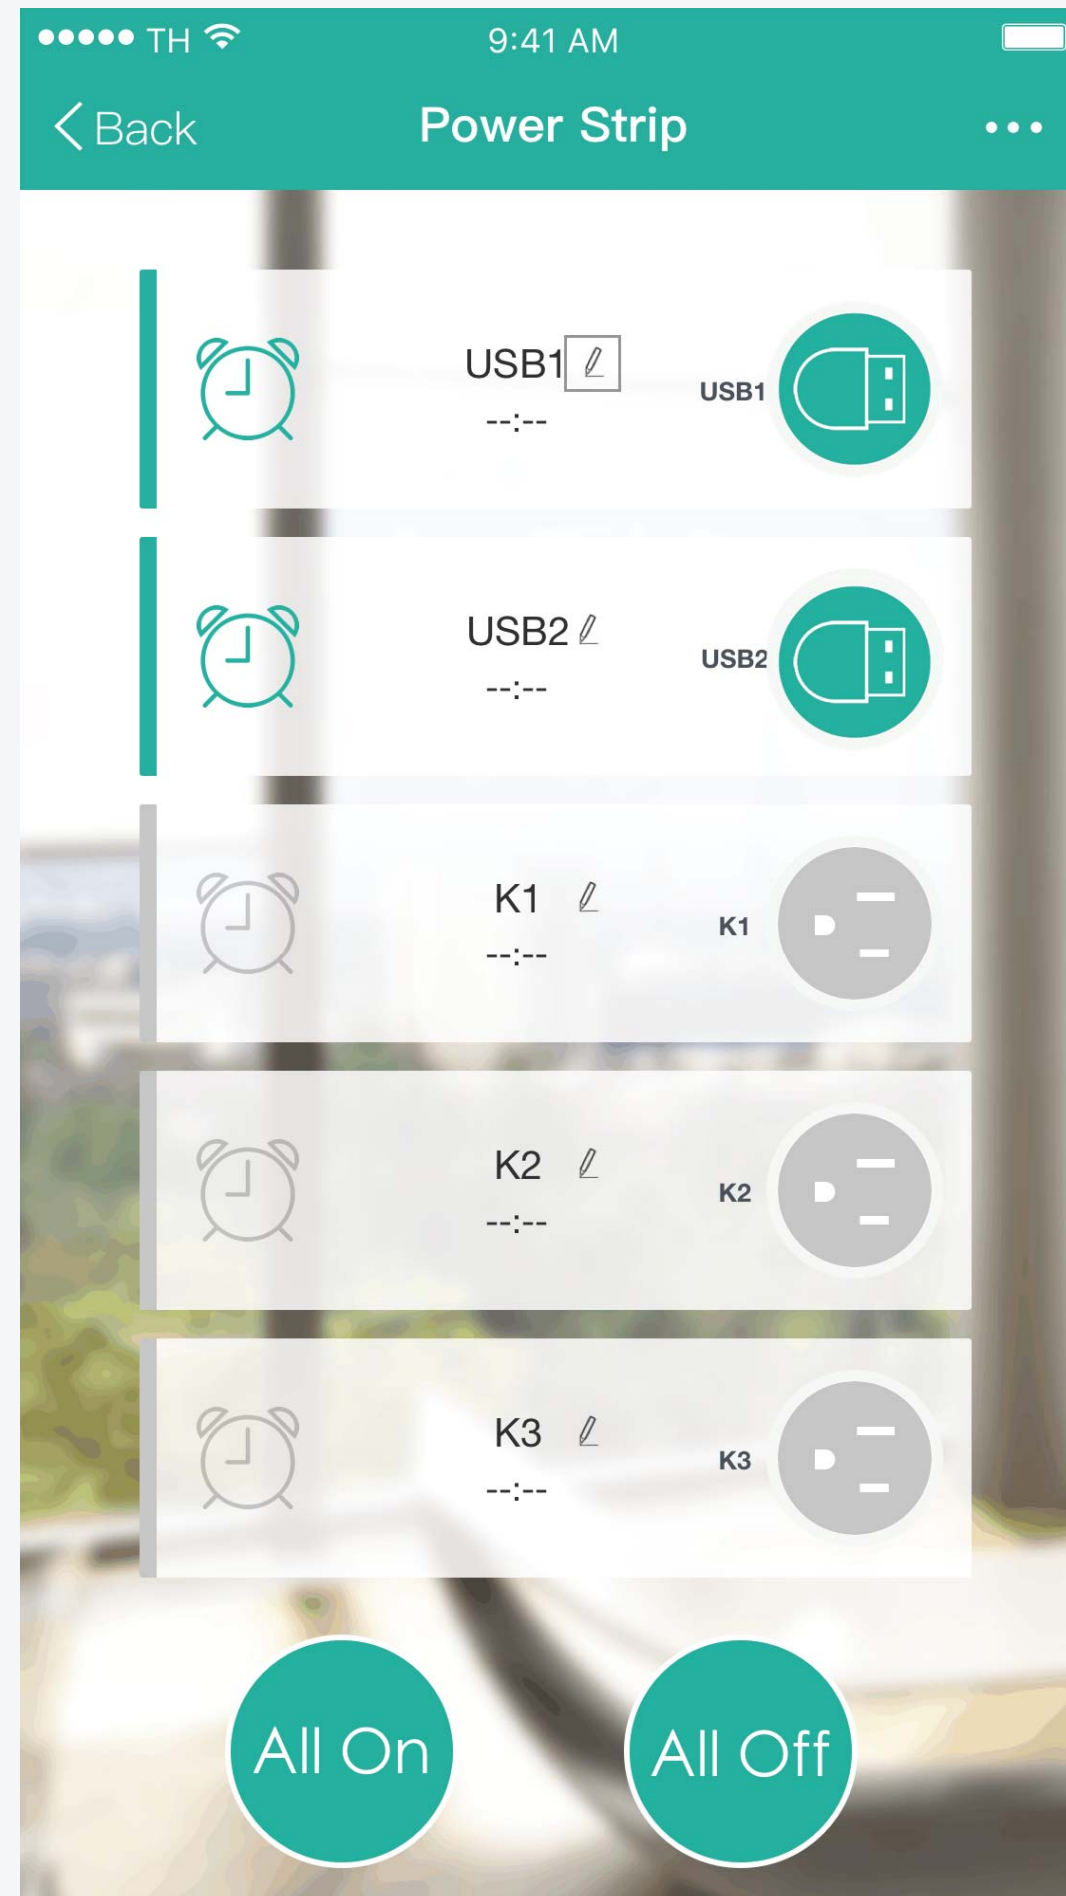 TH 9:41 AM
Back Power Strip ...
USB1
--:--
USB1
USB2
--:--
USB2
K1
--:--
K1
K2
--:--
K2
K3
--:--
K3
All On All Off